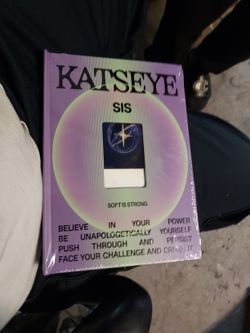 KATSEYE
SIS
SOFT IS STRONG
BELIEVE IN YOUR POWER
BE UNAPOLOGETICALLY YOURSELF
PUSH THROUGH AND PERSIST
FACE YOUR CHALLENGE AND CRUSH IT